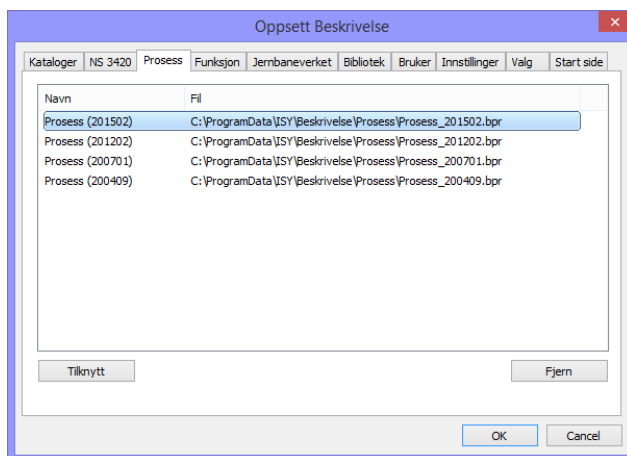 Oppsett Beskrivelse
Kataloger NS 3420 Prosess Funksjon Jernbaneverket Bibliotek Bruker Innstillinger Valg Start side
Navn Fil
Prosess (201502) C:\ProgramData\ISY\Beskrivelse\Prosess\Prosess_201502.bpr
Prosess (201202) C:\ProgramData\ISY\Beskrivelse\Prosess\Prosess_201202.bpr
Prosess (200701) C:\ProgramData\ISY\Beskrivelse\Prosess\Prosess_200701.bpr
Prosess (200409) C:\ProgramData\ISY\Beskrivelse\Prosess\Prosess_200409.bpr
Tilknytt Fjern
OK Cancel